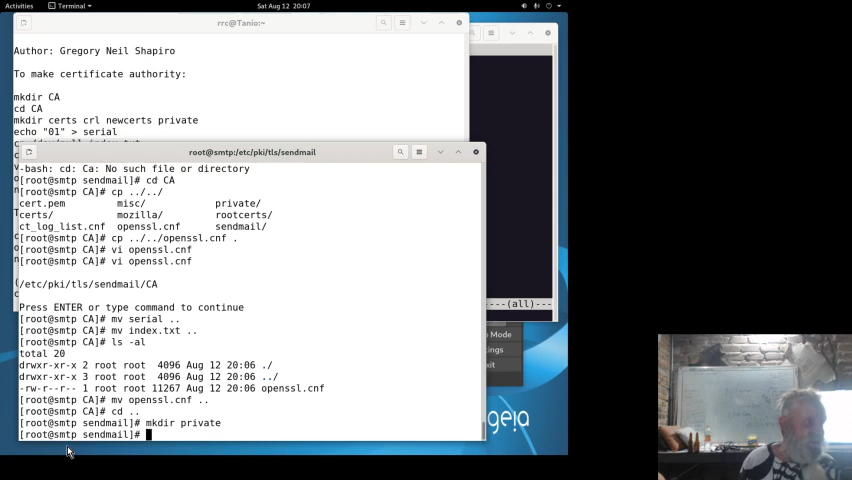 Activities Terminal Sat Aug 12 20:07
rrc@Tanio:~
Author: Gregory Neil Shapiro
To make certificate authority:
mkdir CA
cd CA
mkdir certs crl newcerts private
echo "01" > serial
root@smtp:/etc/pki/tls/sendmail
-bash: cd: Ca: No such file or directory
[root@smtp sendmail]# cd CA
[root@smtp CA]# cp ../../
cert.pem misc/ private/
certs/ mozilla/ rootcerts/
ct_log_list.cnf openssl.cnf sendmail/
[root@smtp CA]# cp ../../openssl.cnf .
[root@smtp CA]# vi openssl.cnf
[root@smtp CA]# vi openssl.cnf
/etc/pki/tls/sendmail/CA
Press ENTER or type command to continue
[root@smtp CA]# mv serial ..
[root@smtp CA]# mv index.txt ..
[root@smtp CA]# ls -al
total 20
drwxr-xr-x 2 root root 4096 Aug 12 20:06 ./
drwxr-xr-x 3 root root 4096 Aug 12 20:06 ../
-rw-r--r-- 1 root root 11267 Aug 12 20:06 openssl.cnf
[root@smtp CA]# mv openssl.cnf ..
[root@smtp CA]# cd ..
[root@smtp sendmail]# mkdir private
[root@smtp sendmail]#
---(all)---
Mode